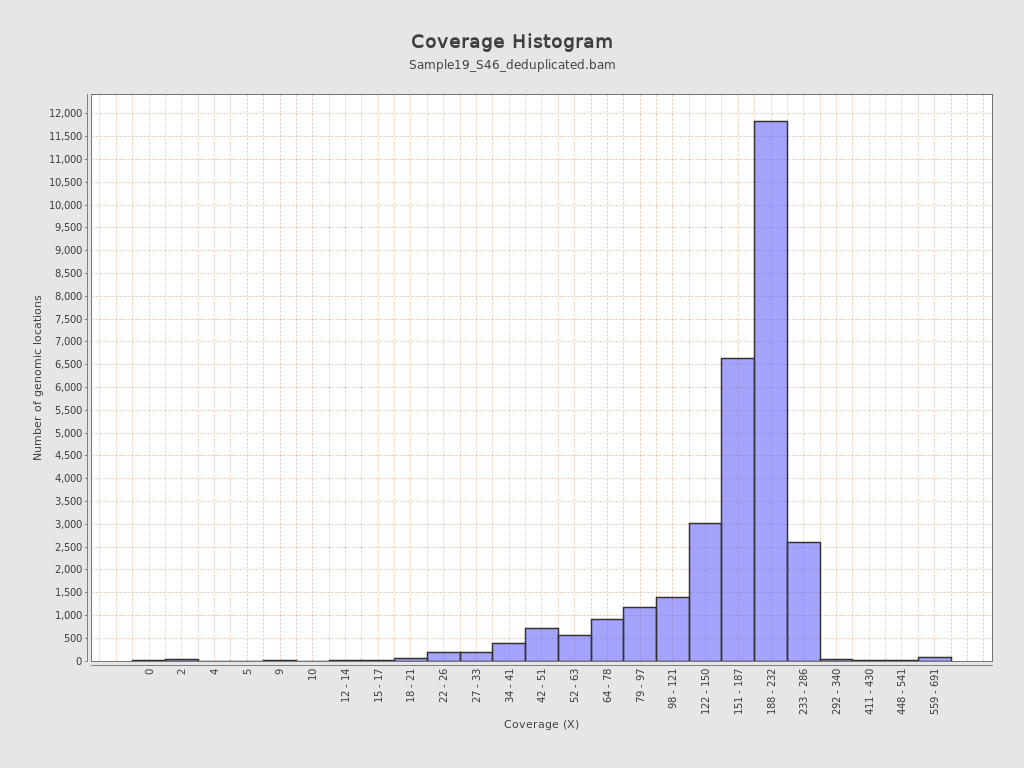 Coverage Histogram
Sample19_S46_deduplicated.bam
12,000
11,500
11,000
10,500
10,000
9,500
9,000
8,500
8,000
7,500
7,000
6,500
6,000
5,500
5,000
4,500
4,000
3,500
3,000
2,500
2,000
1,500
1,000
500
0
Number of genomic locations
0
2
4
5
9
10
12 - 14
15 - 17
18 - 21
22 - 26
27 - 33
34 - 41
42 - 51
52 - 63
64 - 78
79 - 97
98 - 121
122 - 150
151 - 187
188 - 232
233 - 286
292 - 340
411 - 430
448 - 541
559 - 691
Coverage (X)